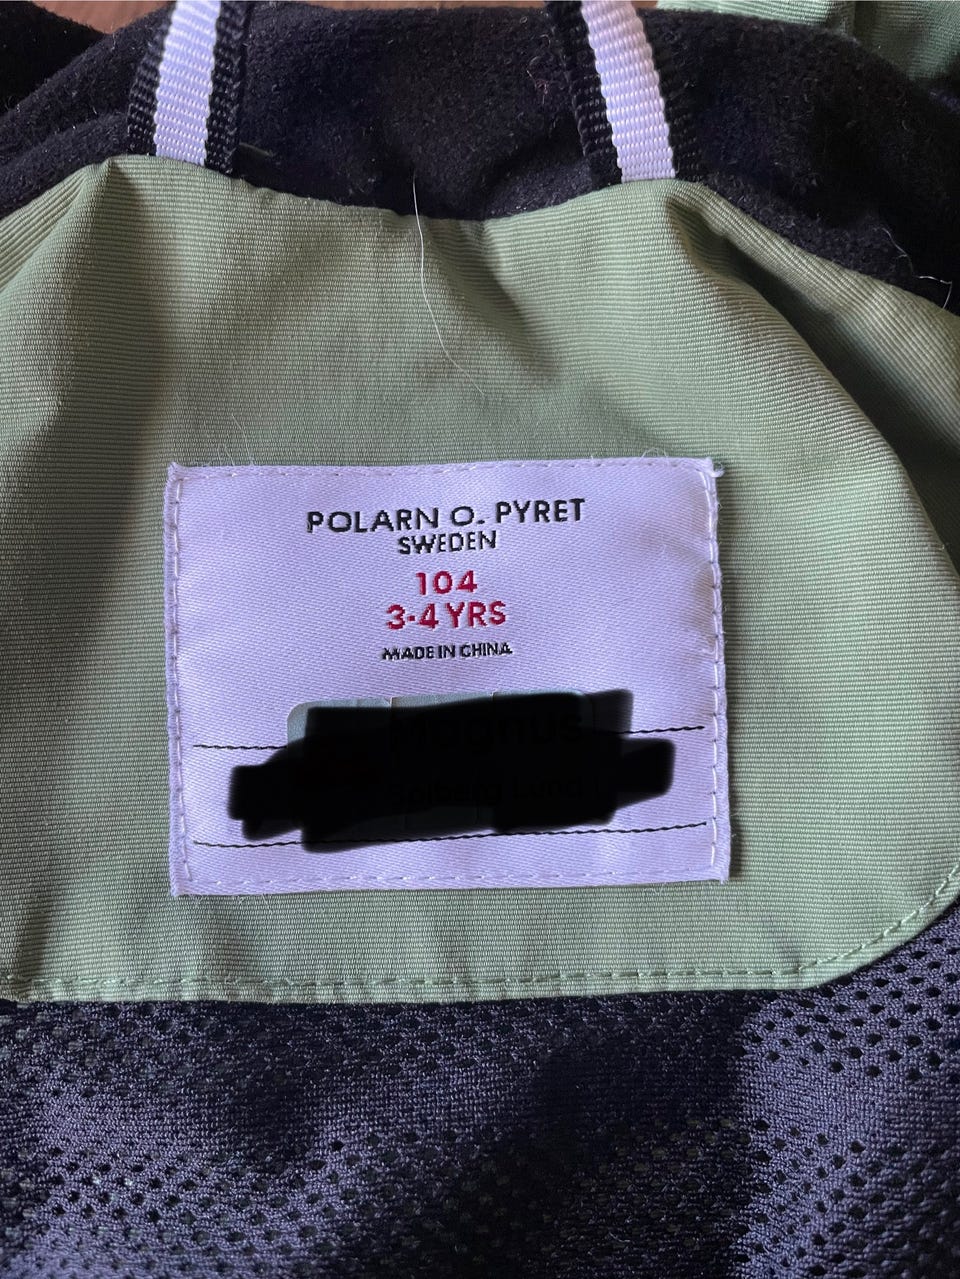 POLARN O. PYRET
SWEDEN
104
3-4 YRS
MADE IN CHINA